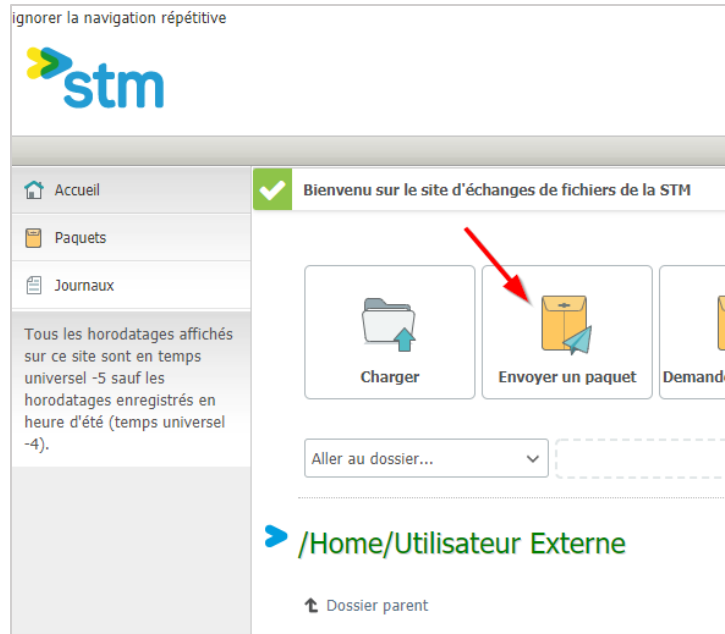 ignorer la navigation répétitive
stm
Accueil
Paquets
Journaux
Tous les horodatages affichés
sur ce site sont en temps
universel -5 sauf les
horodatages enregistrés en
heure d'été (temps universel
-4).
Bienvenu sur le site d'échanges de fichiers de la STM
Charger
Envoyer un paquet
Aller au dossier...
/Home/Utilisateur Externe
Dossier parent